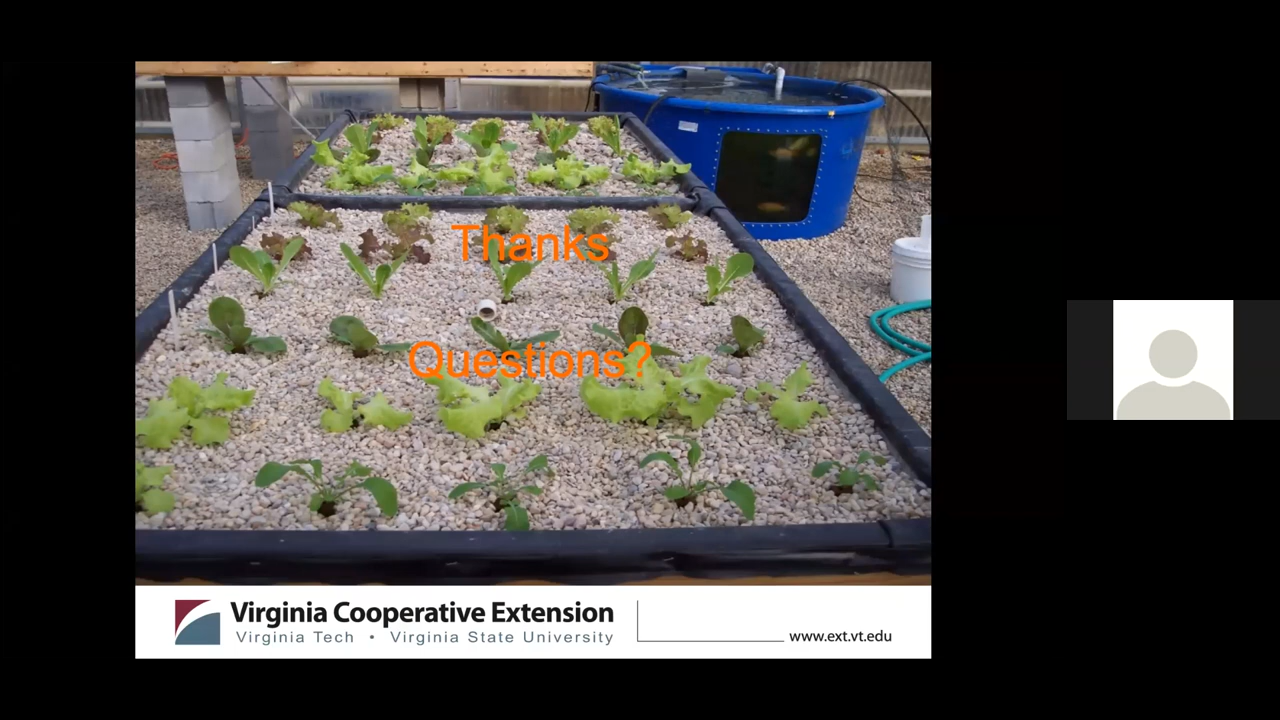 Thanks
Questions?
Virginia Cooperative Extension
Virginia Tech • Virginia State University
www.ext.vt.edu